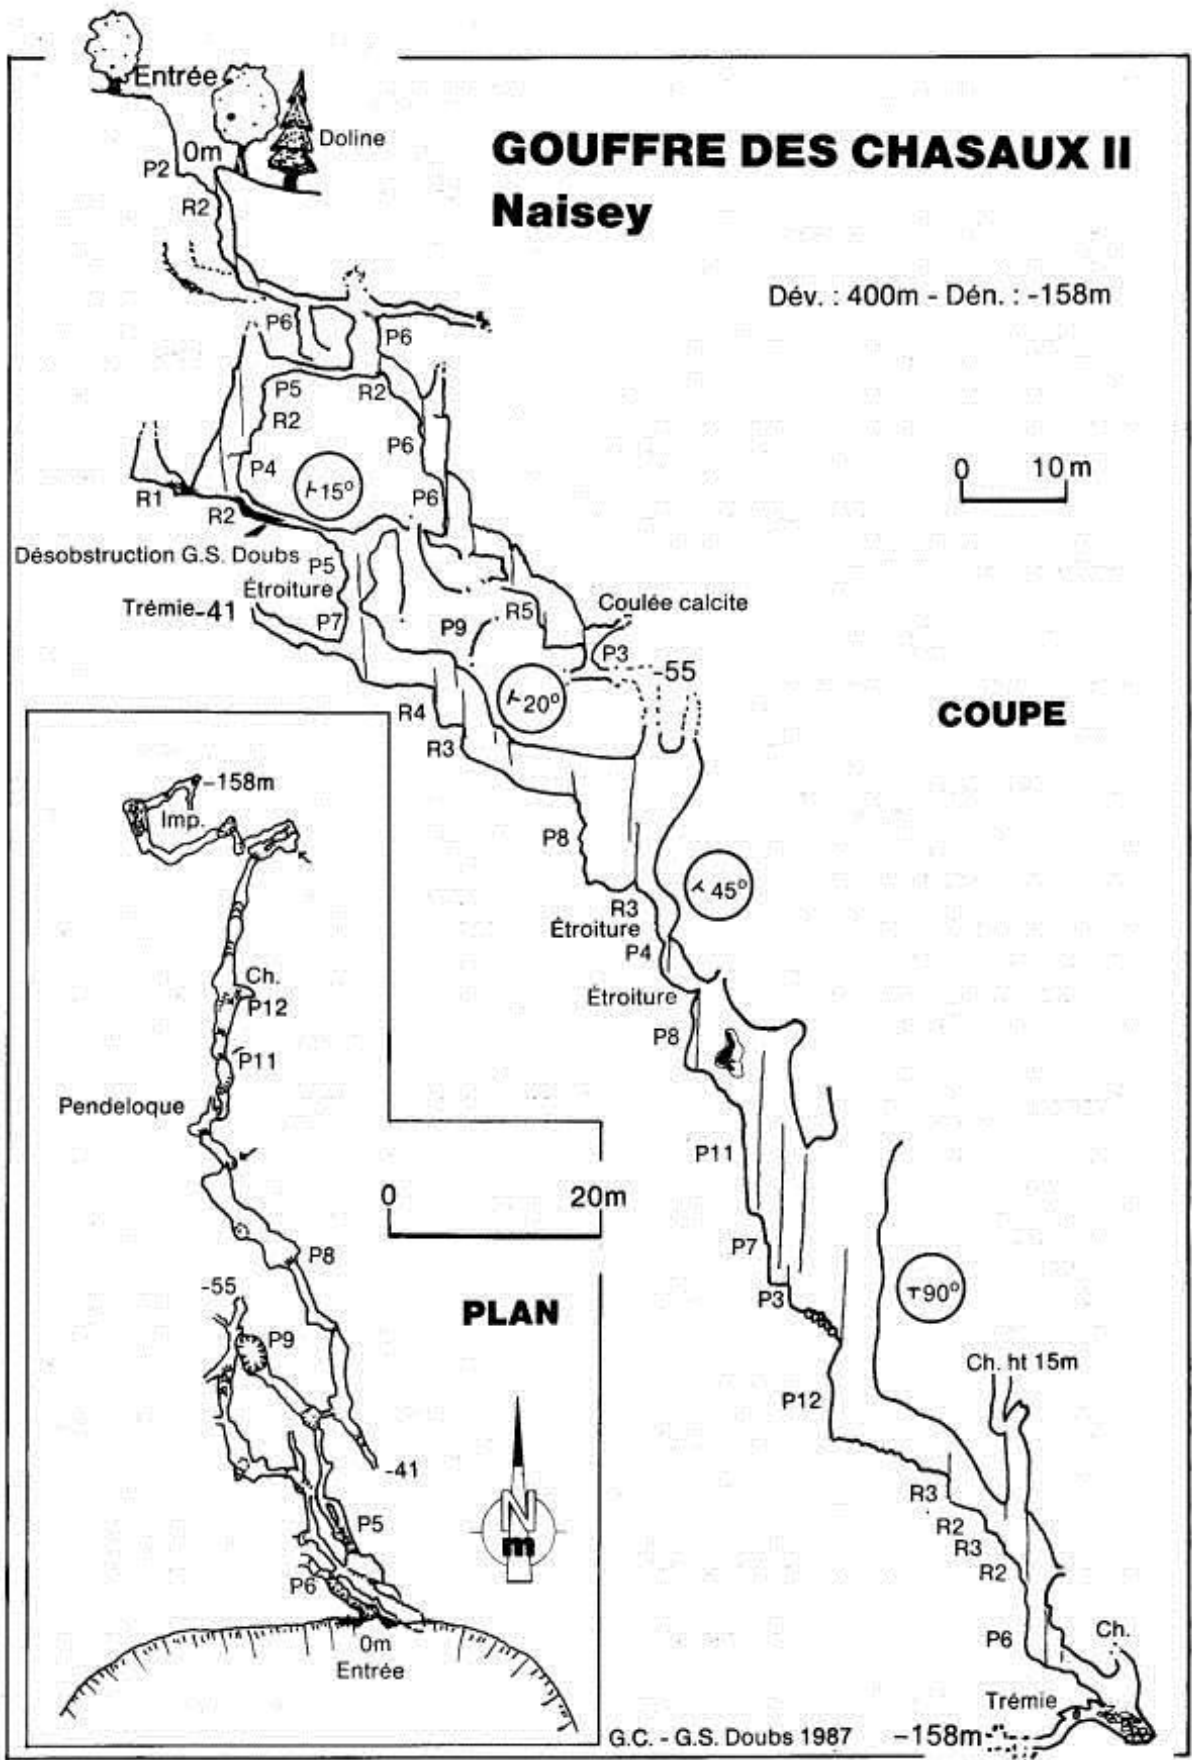 GOUFFRE DES CHASAUX II
Naisey
Dév. : 400m - Dén. : -158m
0 10 m
COUPE
Entrée
Doline
0m
P2
R2
P6
P6
P5
R2
R2
P6
P4
15°
P6
R1
R2
Désobstruction G.S. Doubs
P5
Étroiture
Trémie -41
P7
P9
R5
Coulée calcite
P3
-55
20°
R4
R3
P8
45°
R3
Étroiture
P4
Étroiture
P8
P11
P7
P3
90°
Ch. ht 15m
P12
R3
R2
R3
R2
P6
Ch.
Trémie
-158m
G.C. - G.S. Doubs 1987
PLAN
0 20m
-158m
Imp.
Ch.
P12
P11
Pendeloque
P8
-55
P9
-41
P5
P6
0m
Entrée
N
m